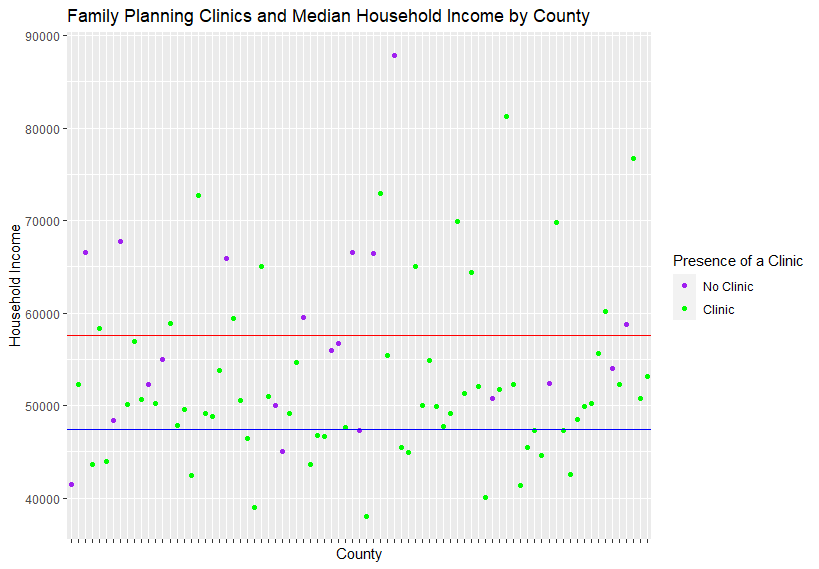 Family Planning Clinics and Median Household Income by County
90000
80000
70000
60000
50000
40000
Household Income
County
Presence of a Clinic
No Clinic
Clinic